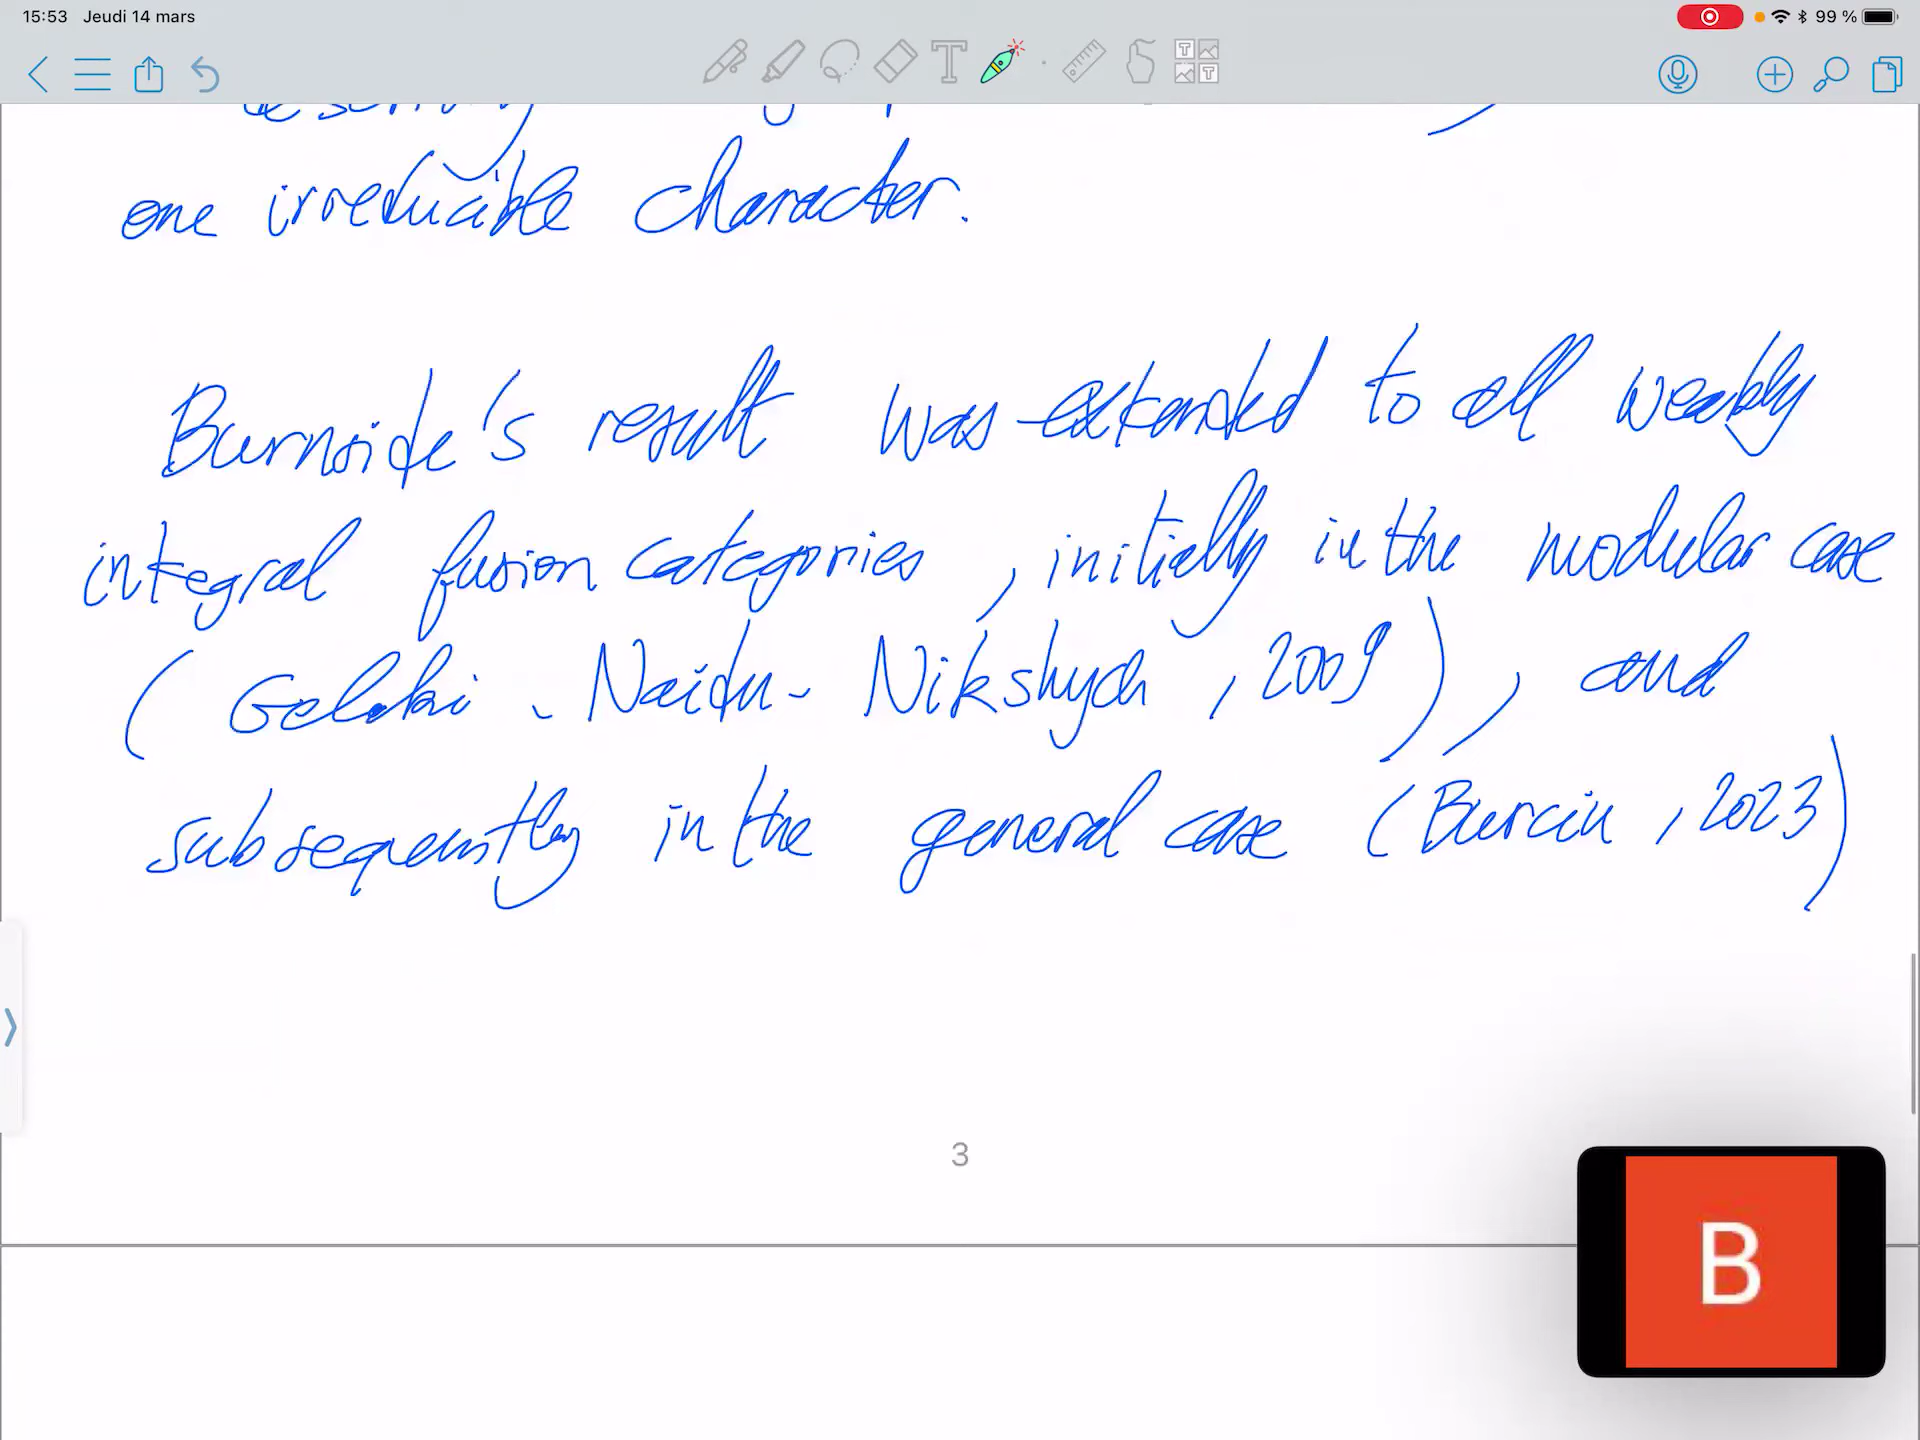 15:53 Jeudi 14 mars 99 %
one irreducible character.
Burnside's result was extended to all weakly
integral fusion categories, initially in the modular case
(Gelaki - Naidu - Nikshych, 2009), and
subsequently in the general case (Burciu, 2023)
3
B